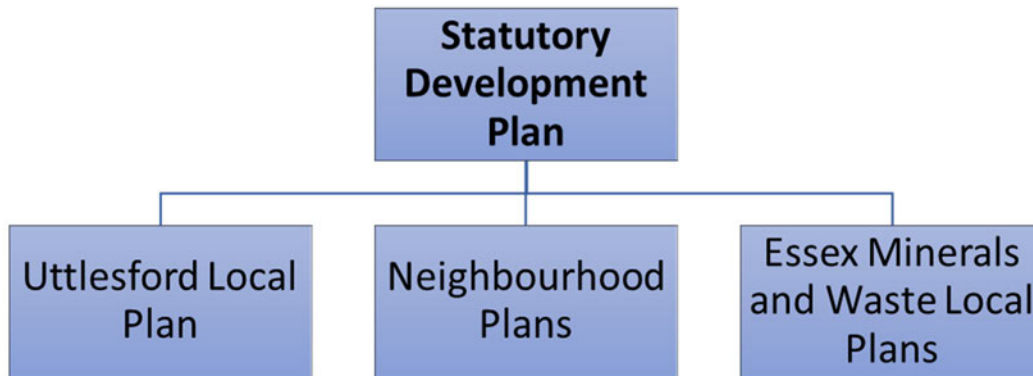 Statutory
Development
Plan
Uttlesford Local
Plan
Neighbourhood
Plans
Essex Minerals
and Waste Local
Plans